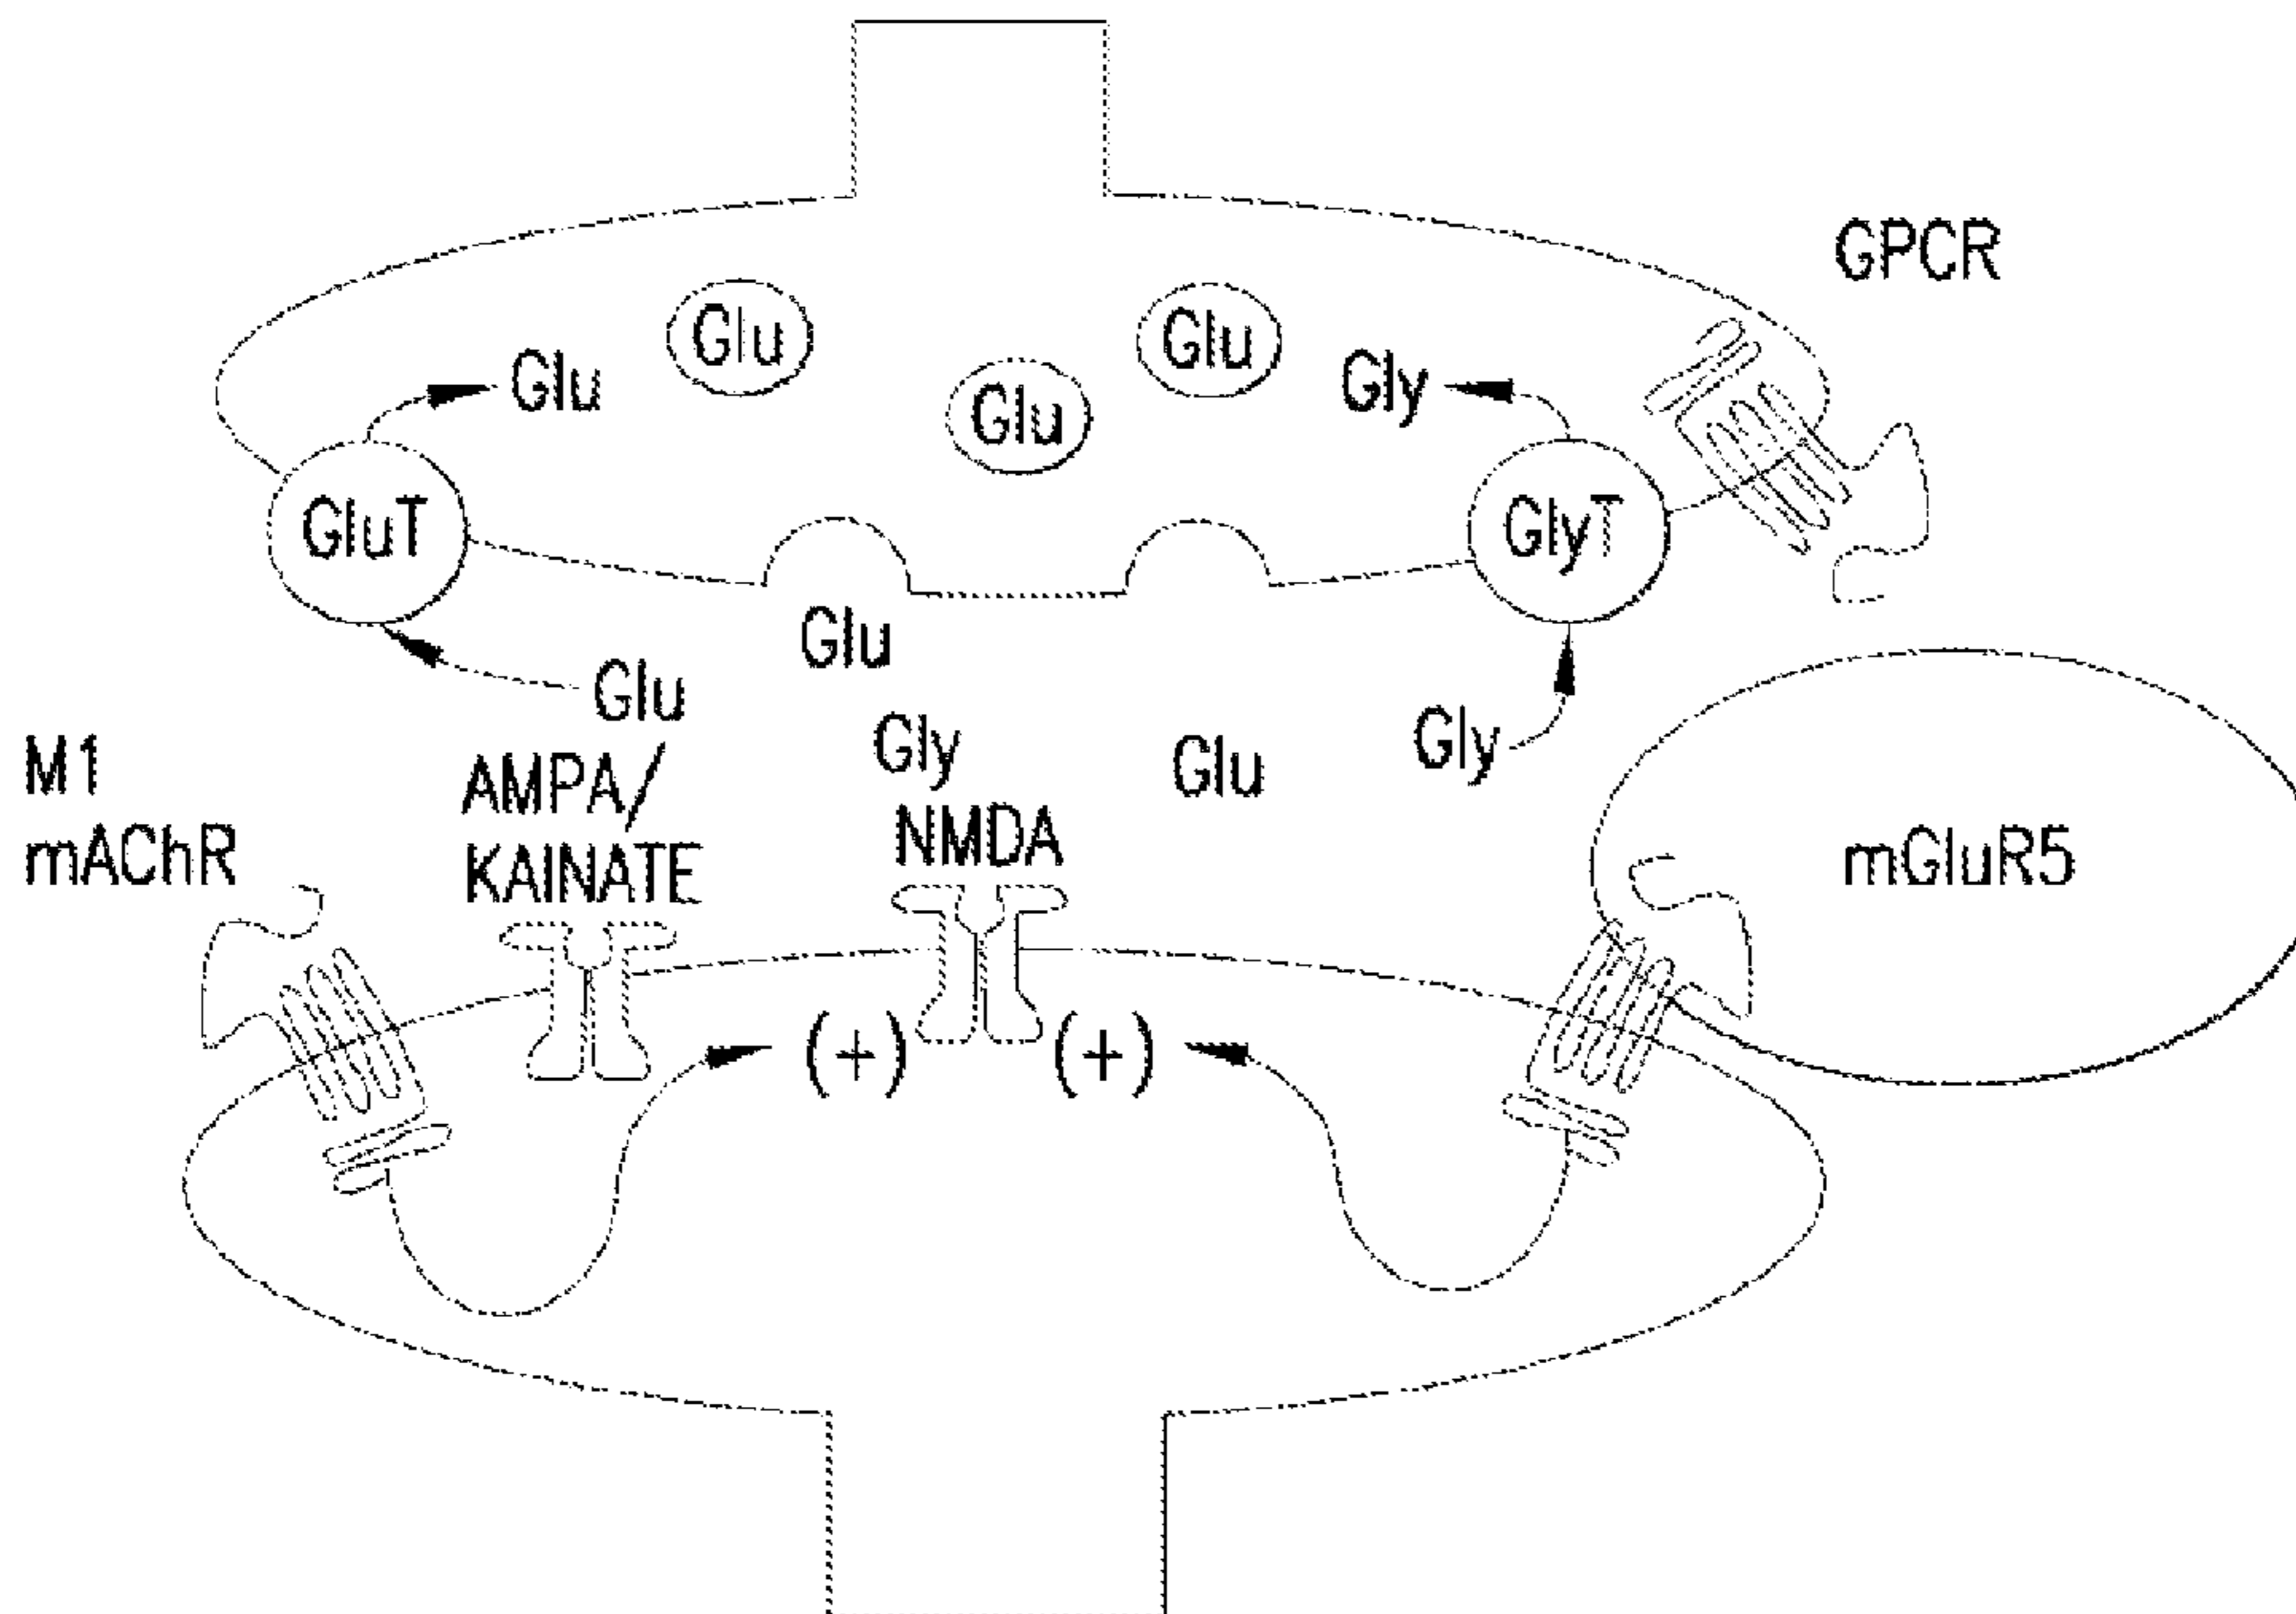 GPCR
Glu
Glu
Glu
Glu
Gly
GluT
GlyT
Glu
Glu
Gly
Glu
Gly
M1
mAChR
AMPA/
KAINATE
NMDA
mGluR5
(+)
(+)